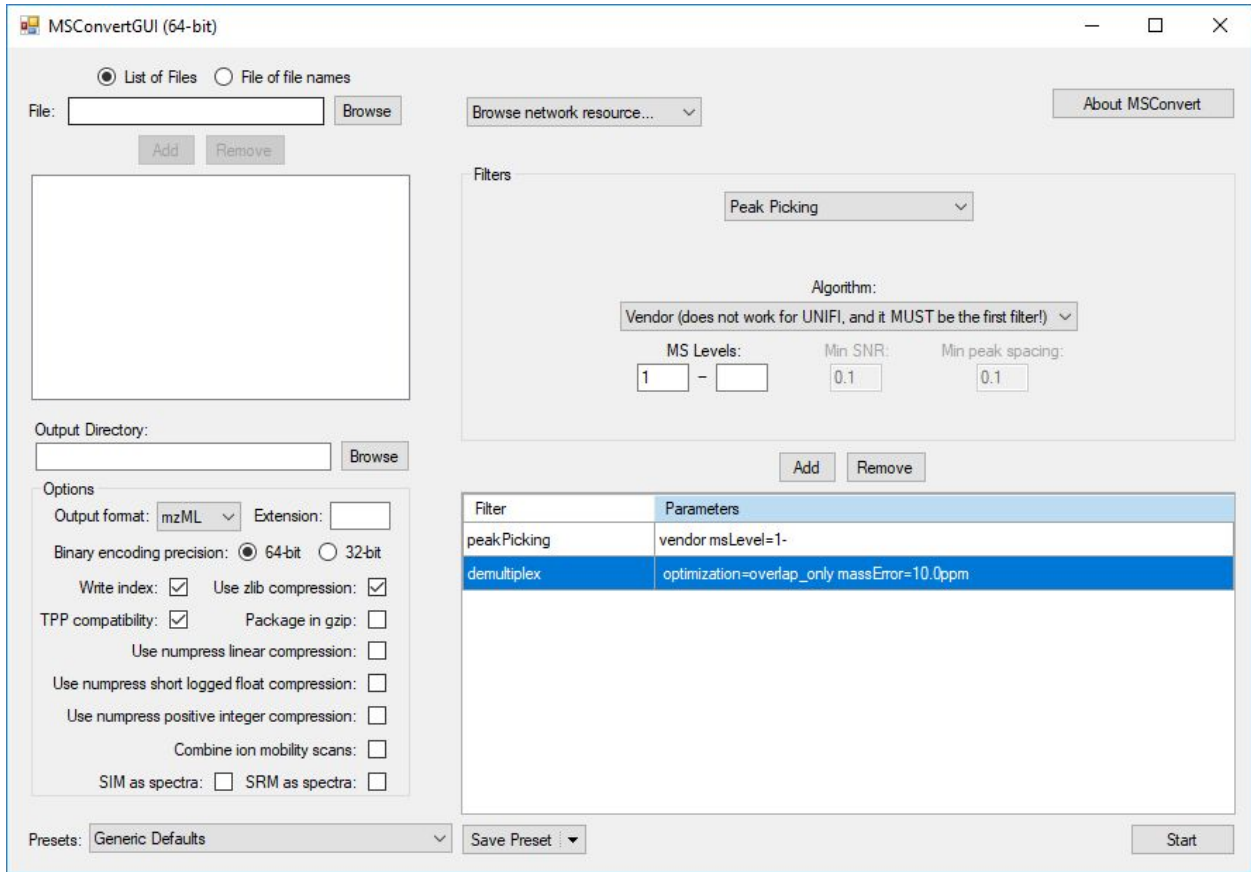 MSConvertGUI (64-bit)
List of Files File of file names
File: Browse
Browse network resource...
About MSConvert
Add Remove
Filters
Peak Picking
Algorithm:
Vendor (does not work for UNIFI, and it MUST be the first filter!)
MS Levels: Min SNR: Min peak spacing:
1 – 0.1 0.1
Output Directory:
Browse
Add Remove
Options
Output format: mzML Extension:
Binary encoding precision: 64-bit 32-bit
Write index: Use zlib compression:
TPP compatibility: Package in gzip:
Use numpress linear compression:
Use numpress short logged float compression:
Use numpress positive integer compression:
Combine ion mobility scans:
SIM as spectra: SRM as spectra:
Filter Parameters
peakPicking vendor msLevel=1-
demultiplex optimization=overlap_only massError=10.0ppm
Presets: Generic Defaults
Save Preset
Start